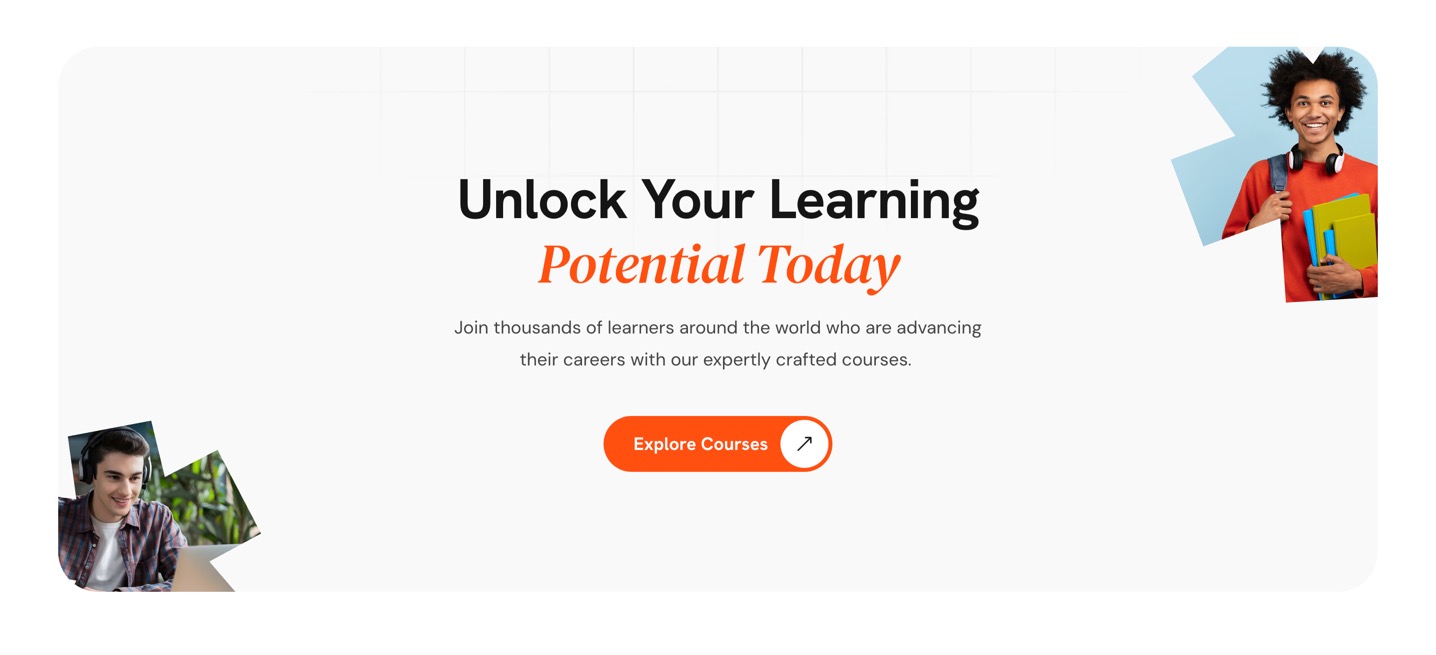 Unlock Your Learning
Potential Today
Join thousands of learners around the world who are advancing
their careers with our expertly crafted courses.
Explore Courses